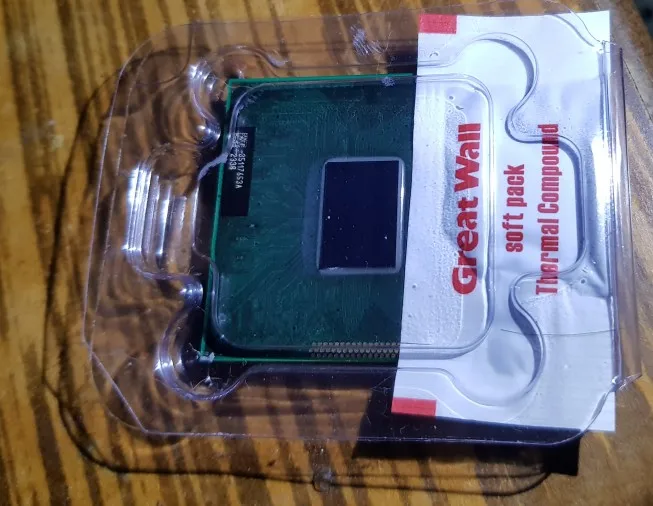 Great Wall
soft pack
Thermal Compound